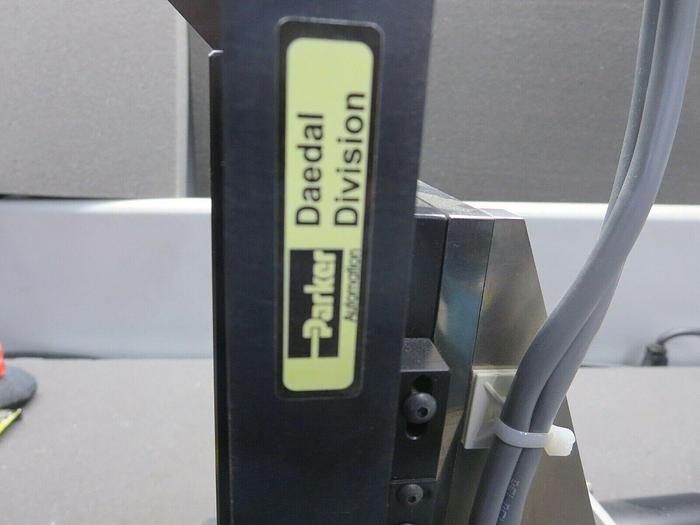 Parker
Automation
Daedal
Division